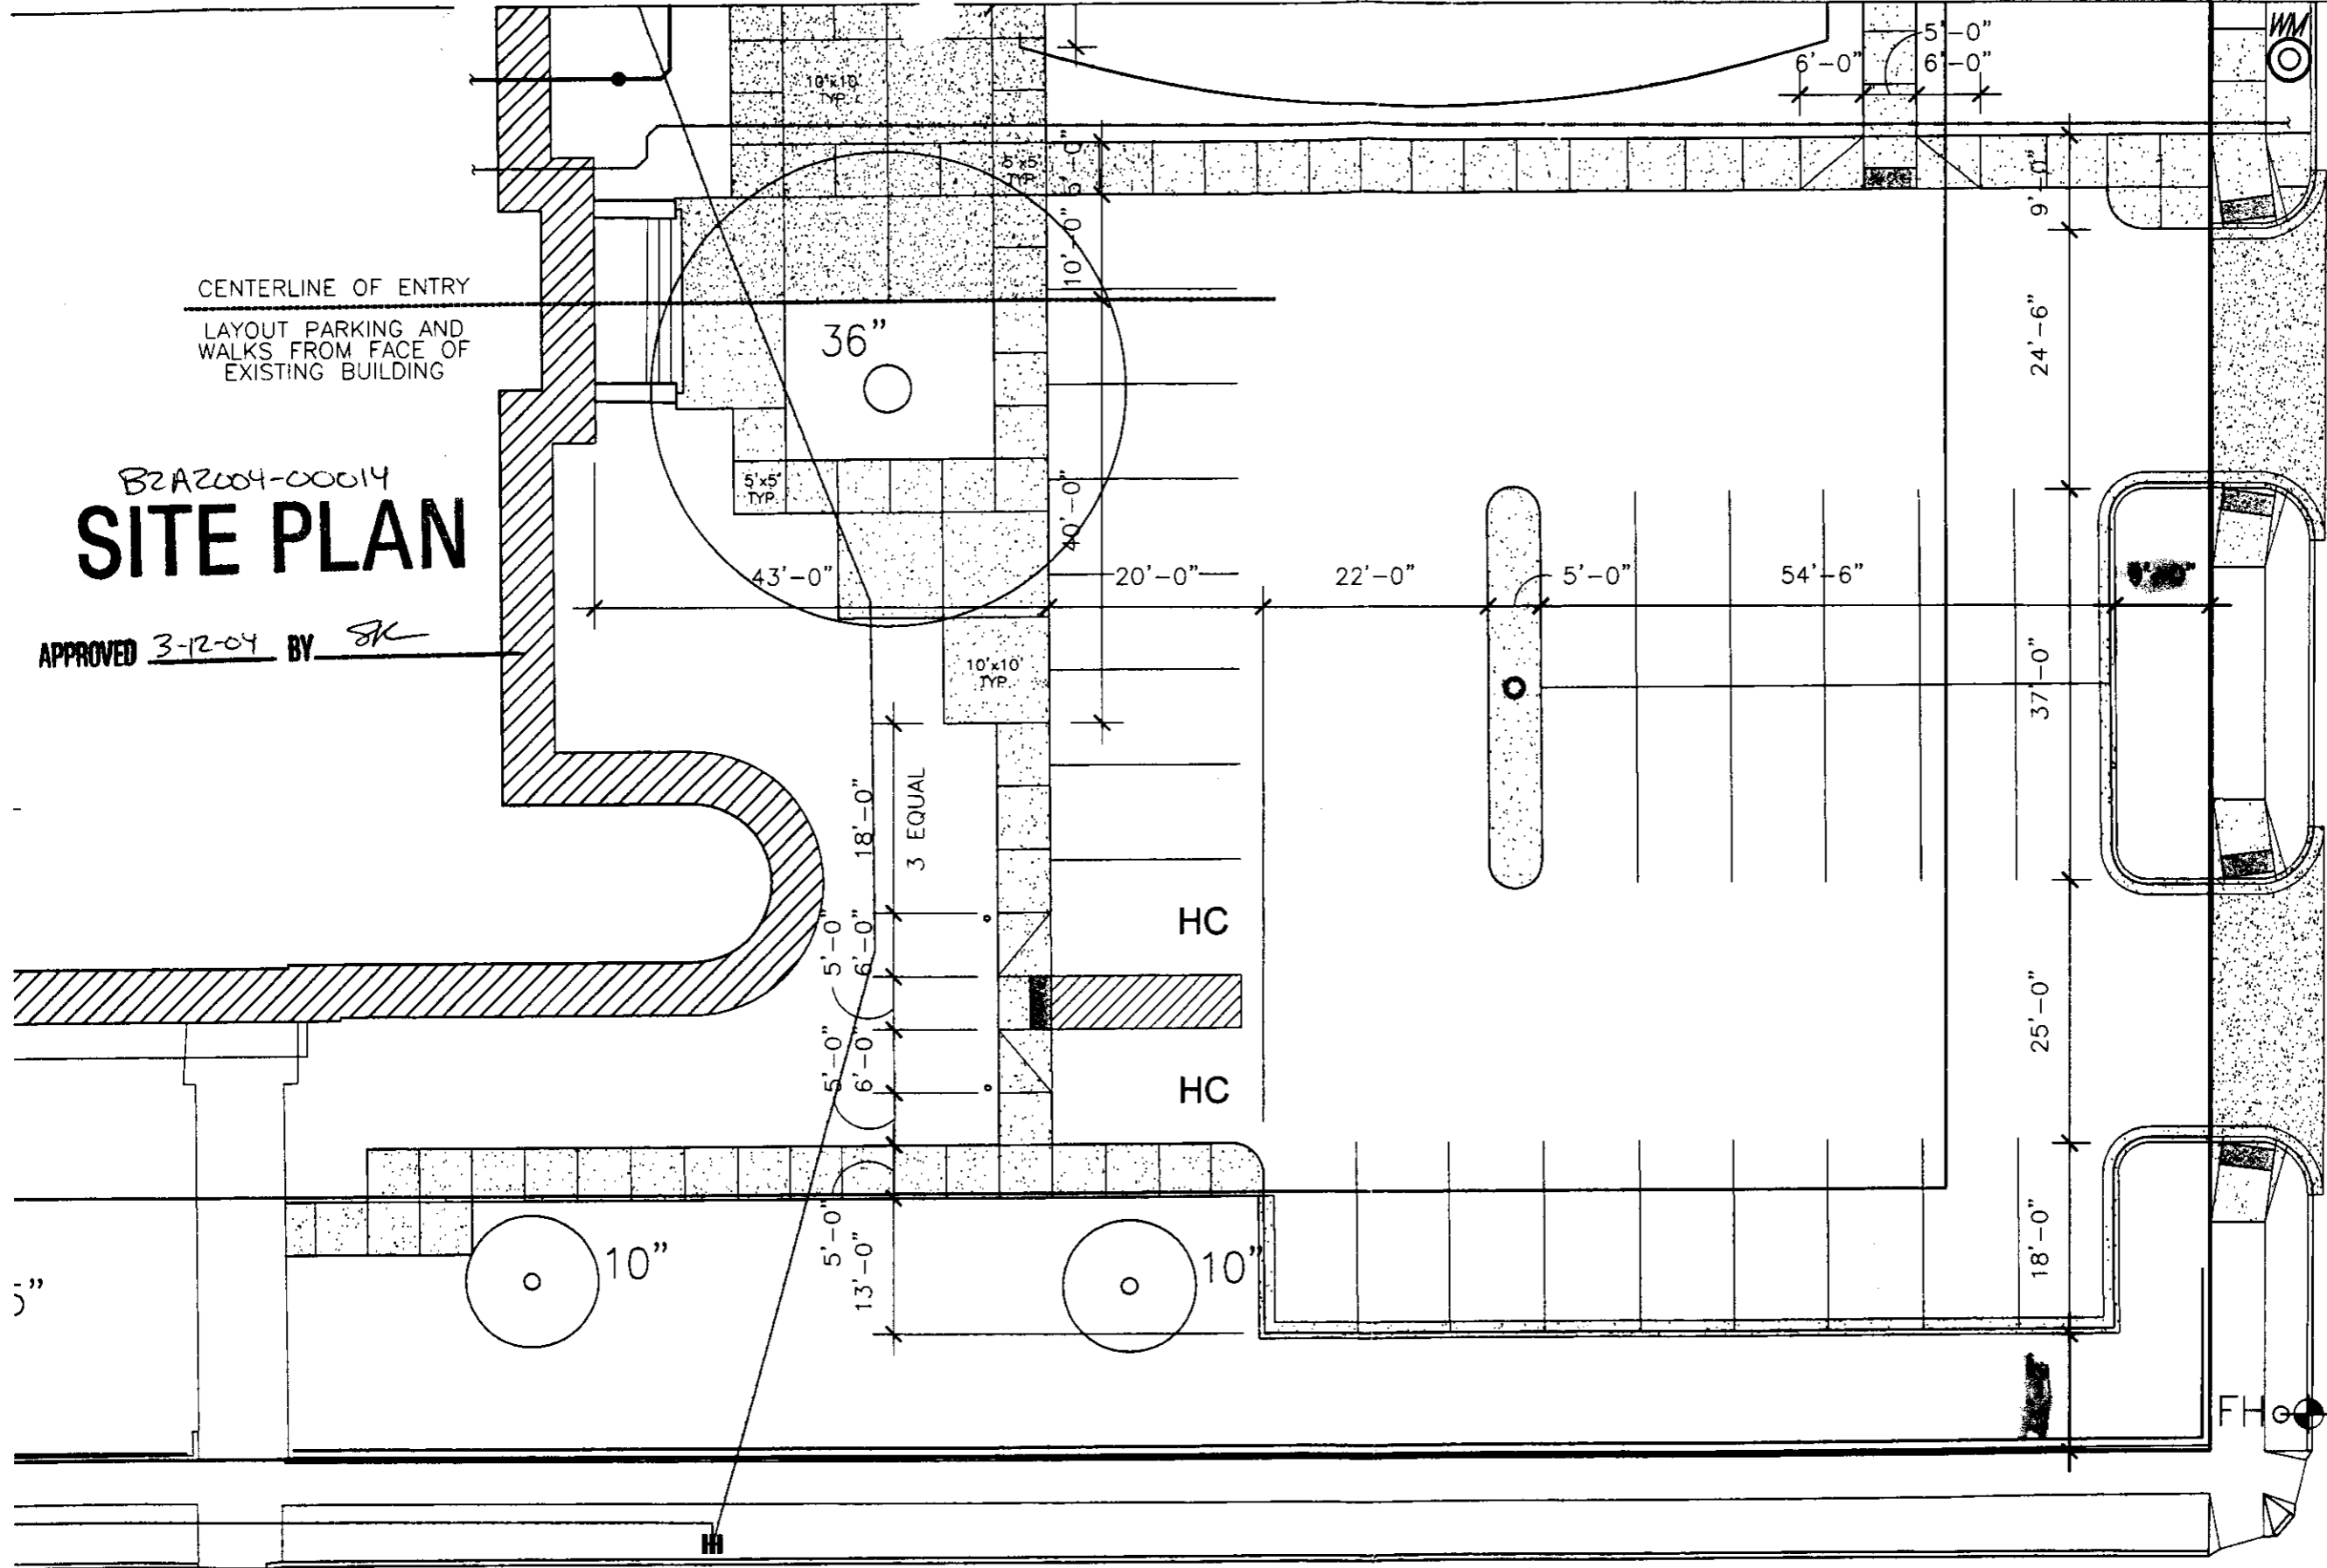 WM
5'-0"
6'-0"
6'-0"
10'x10'
TYP.
5'x5'
TYP.
5'-0"
9'-0"
10'-0"
CENTERLINE OF ENTRY
LAYOUT PARKING AND
WALKS FROM FACE OF
EXISTING BUILDING
36"
24'-6"
BZA2004-00014
SITE PLAN
5'x5'
TYP.
40'-0"
43'-0"
20'-0"
22'-0"
5'-0"
54'-6"
APPROVED 3-12-04 BY SK
10'x10'
TYP.
37'-0"
18'-0"
3 EQUAL
HC
5'-0"
6'-0"
25'-0"
5'-0"
6'-0"
HC
5'-0"
13'-0"
10"
10"
18'-0"
FH